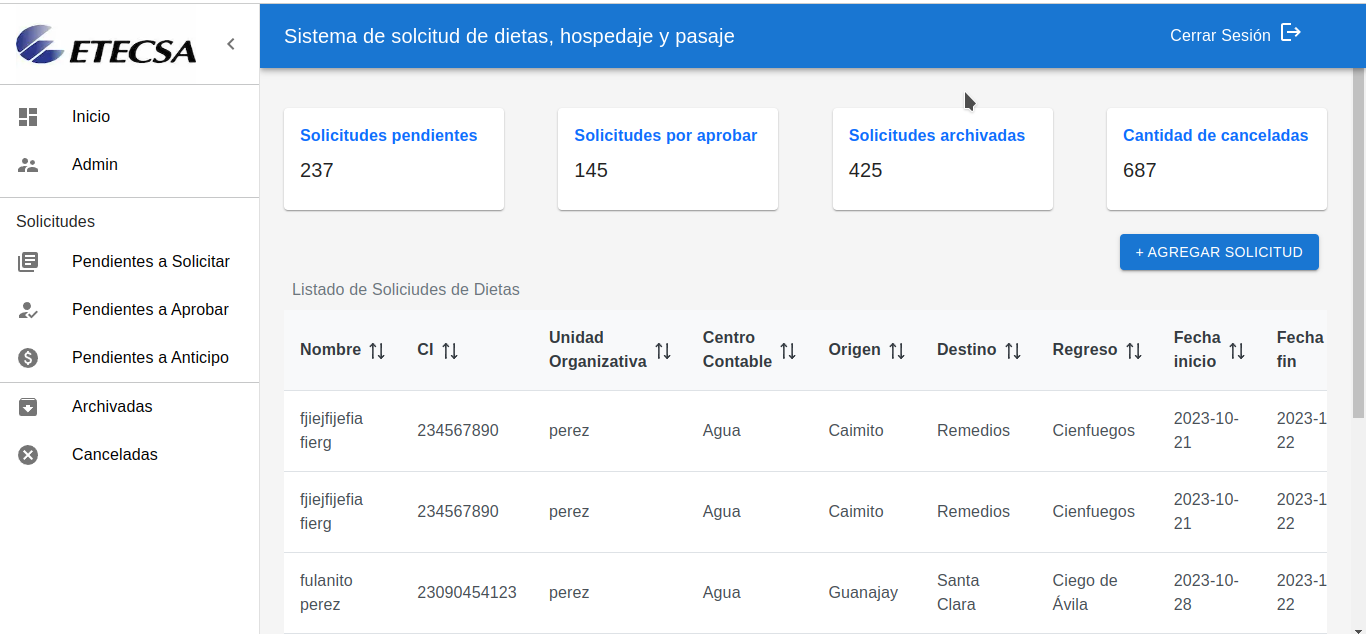 ETECSA
Sistema de solcitud de dietas, hospedaje y pasaje
Cerrar Sesión
Inicio
Admin
Solicitudes
Pendientes a Solicitar
Pendientes a Aprobar
Pendientes a Anticipo
Archivadas
Canceladas
Solicitudes pendientes
237
Solicitudes por aprobar
145
Solicitudes archivadas
425
Cantidad de canceladas
687
+ AGREGAR SOLICITUD
Listado de Soliciudes de Dietas
Nombre CI Unidad Organizativa Centro Contable Origen Destino Regreso Fecha inicio Fecha fin
fjiejfijefia fierg 234567890 perez Agua Caimito Remedios Cienfuegos 2023-10-21 2023-1 22
fjiejfijefia fierg 234567890 perez Agua Caimito Remedios Cienfuegos 2023-10-21 2023-1 22
fulanito perez 23090454123 perez Agua Guanajay Santa Clara Ciego de Ávila 2023-10-28 2023-1 22